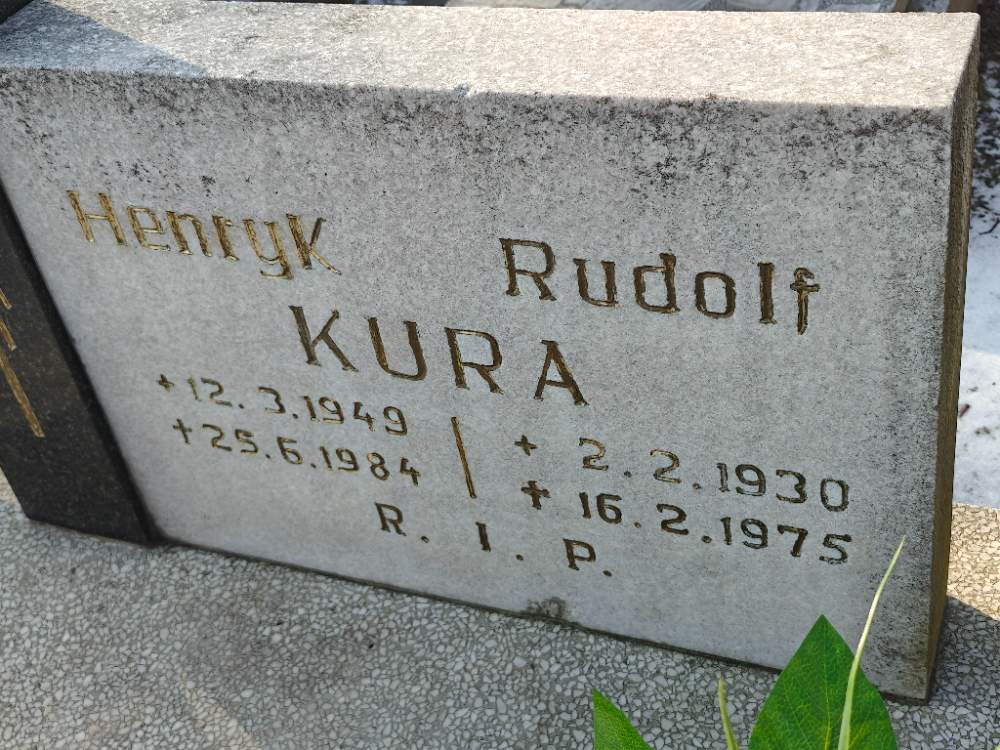 Henryk Rudolf
KURA
+ 12. 3. 1949
✝ 25. 6. 1984
+ 2. 2. 1930
✝ 16. 2. 1975
R. I. P.